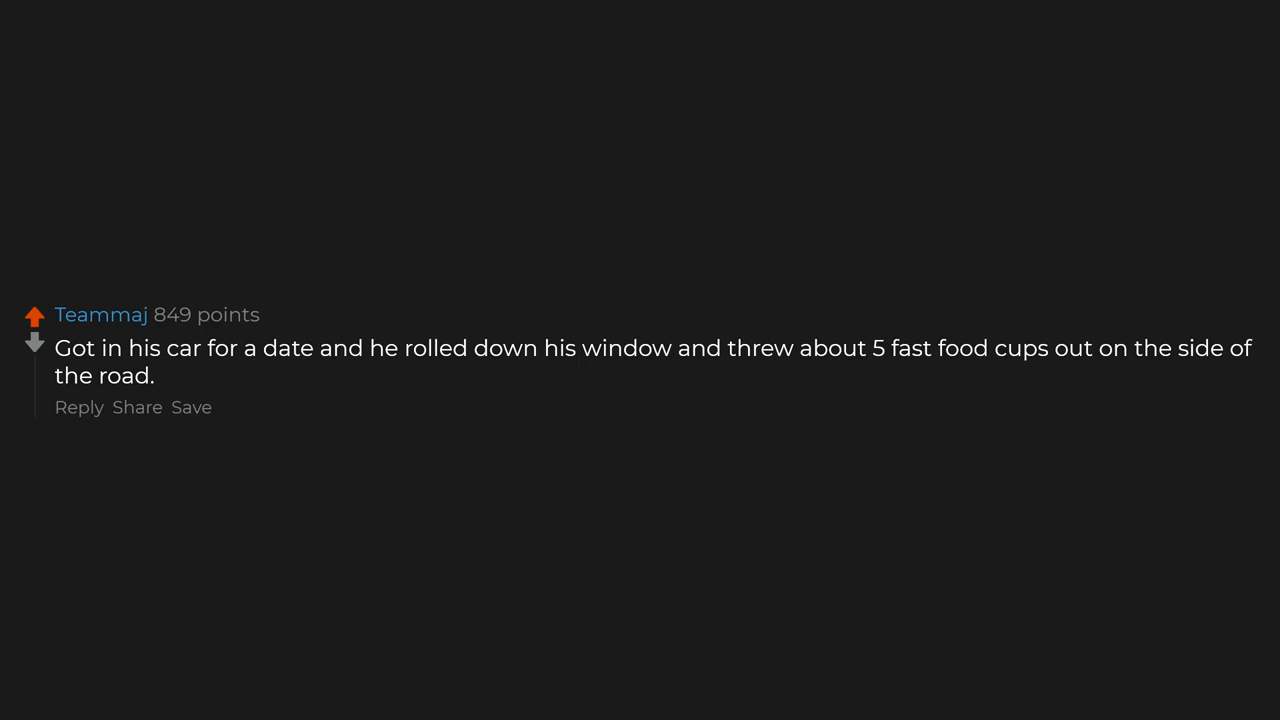 Teammaj 849 points
Got in his car for a date and he rolled down his window and threw about 5 fast food cups out on the side of
the road.
Reply Share Save